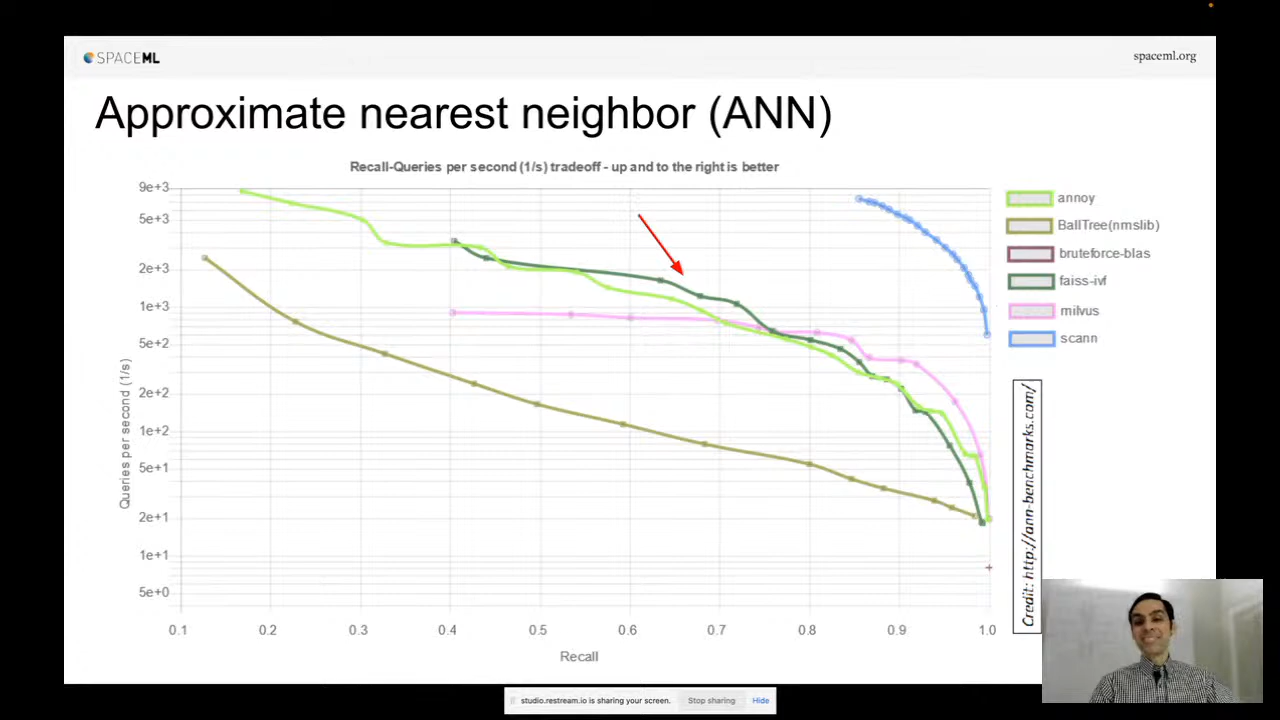 SPACEML
spaceml.org
Approximate nearest neighbor (ANN)
Recall-Queries per second (1/s) tradeoff - up and to the right is better
9e+3
5e+3
2e+3
1e+3
5e+2
2e+2
1e+2
5e+1
2e+1
1e+1
5e+0
Queries per second (1/s)
0.1 0.2 0.3 0.4 0.5 0.6 0.7 0.8 0.9 1.0
Recall
annoy
BallTree(nmslib)
bruteforce-blas
faiss-ivf
milvus
scann
Credit: http://ann-benchmarks.com/
studio.restream.io is sharing your screen. Stop sharing Hide